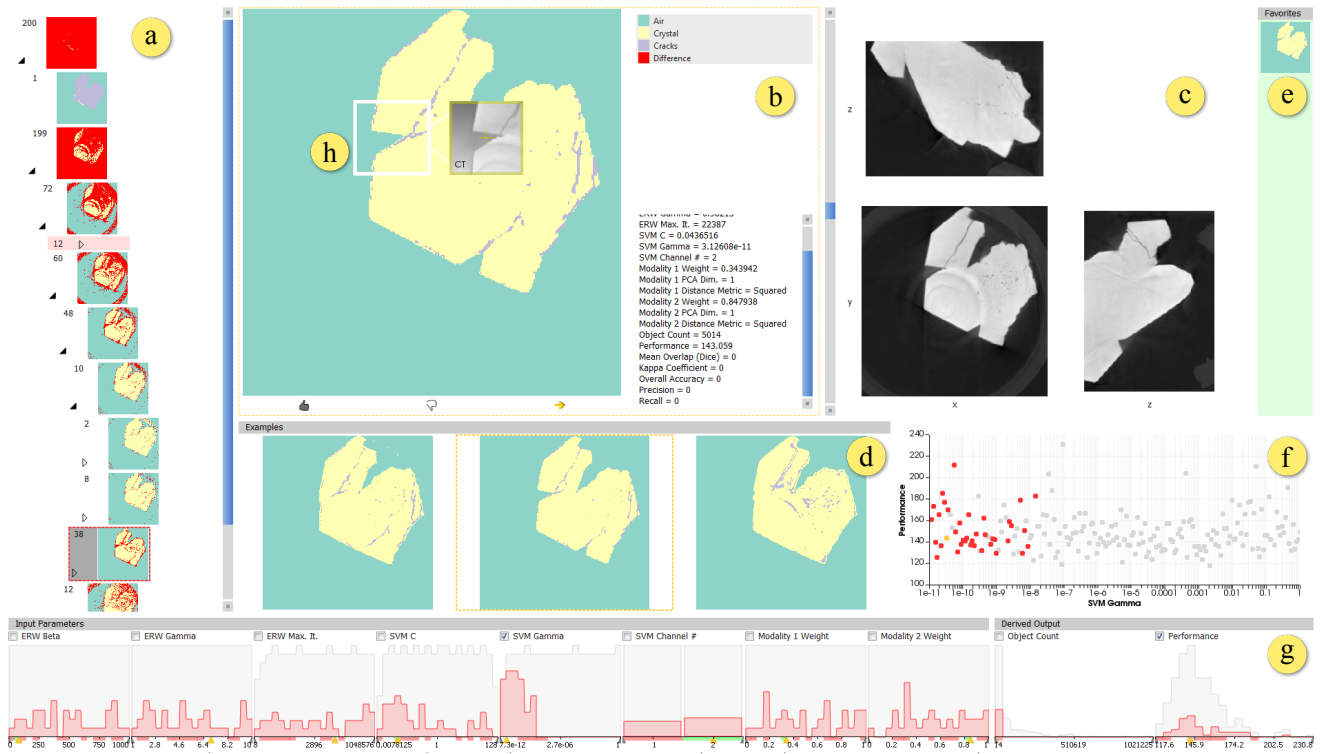 200
a
1
199
72
12
60
48
10
2
8
38
12
Air
Crystal
Cracks
Difference
b
h
CT
ERW Max. It. = 22387
SVM C = 0.0436516
SVM Gamma = 3.12608e-11
SVM Channel # = 2
Modality 1 Weight = 0.343942
Modality 1 PCA Dim. = 1
Modality 1 Distance Metric = Squared
Modality 2 Weight = 0.847938
Modality 2 PCA Dim. = 1
Modality 2 Distance Metric = Squared
Object Count = 5014
Performance = 143.059
Mean Overlap (Dice) = 0
Kappa Coefficient = 0
Overall Accuracy = 0
Precision = 0
Recall = 0
z
c
y
x
z
Favorites
e
Examples
d
240
220
200
180
160
140
120
100
Performance
f
1e-11 1e-10 1e-9 1e-8 1e-7 1e-6 1e-5 0.0001 0.001 0.01 0.1 1
SVM Gamma
Input Parameters
Derived Output
ERW Beta ERW Gamma ERW Max. It. SVM C SVM Gamma SVM Channel # Modality 1 Weight Modality 2 Weight Object Count Performance
g
0 250 500 750 1000
1 2.8 4.6 6.4 8.2 10
2896 1048576
0.0078125 1 128
7.3e-12 2.7e-06 1
1 2
0 0.2 0.4 0.6 0.8 1
0 0.2 0.4 0.6 0.8 1
14 510619 1021225
117.6 145.9 174.2 202.5 230.8